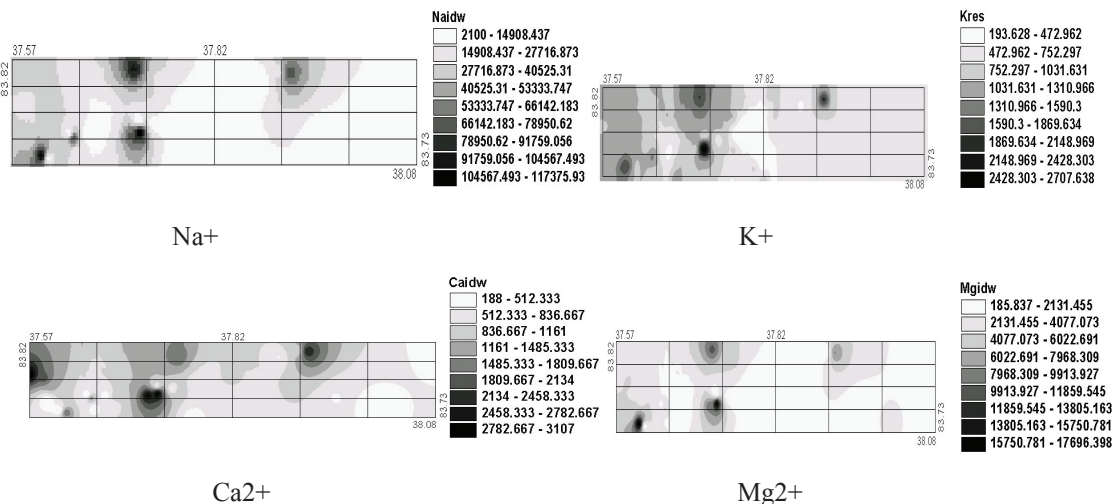 37.57
37.82
83.82
83.73
38.08
Naidw
2100 - 14908.437
14908.437 - 27716.873
27716.873 - 40525.31
40525.31 - 53333.747
53333.747 - 66142.183
66142.183 - 78950.62
78950.62 - 91759.056
91759.056 - 104567.493
104567.493 - 117375.93
Na+
37.57
37.82
83.82
83.73
38.08
Kres
193.628 - 472.962
472.962 - 752.297
752.297 - 1031.631
1031.631 - 1310.966
1310.966 - 1590.3
1590.3 - 1869.634
1869.634 - 2148.969
2148.969 - 2428.303
2428.303 - 2707.638
K+
37.57
37.82
83.82
83.73
38.08
Caidw
188 - 512.333
512.333 - 836.667
836.667 - 1161
1161 - 1485.333
1485.333 - 1809.667
1809.667 - 2134
2134 - 2458.333
2458.333 - 2782.667
2782.667 - 3107
Ca2+
37.57
37.82
83.82
83.73
38.08
Mgidw
185.837 - 2131.455
2131.455 - 4077.073
4077.073 - 6022.691
6022.691 - 7968.309
7968.309 - 9913.927
9913.927 - 11859.545
11859.545 - 13805.163
13805.163 - 15750.781
15750.781 - 17696.398
Mg2+